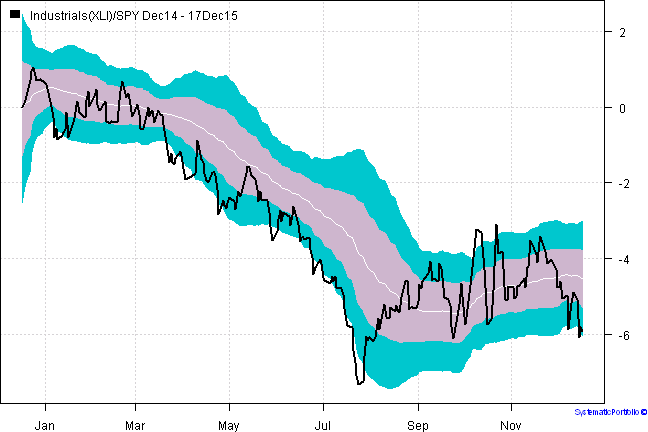 Industrials(XLI)/SPY Dec14 - 17Dec15
2
0
-2
-4
-6
Jan Mar May Jul Sep Nov
SystematicPortfolio ©